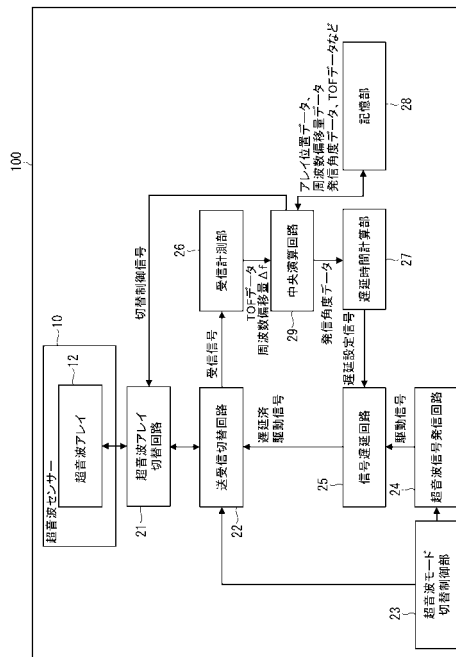 100
10
超音波センサー
12
超音波アレイ
超音波アレイ
切替回路
21
切替制御信号
送受信切替回路
22
受信信号
受信計測部
26
TOFデータ
周波数偏移量Δf
中央演算回路
29
アレイ位置データ、
周波数偏移量データ
発信角度データ、TOFデータなど
記憶部
28
発信角度データ
遅延時間計算部
27
遅延設定信号
遅延済
駆動信号
信号遅延回路
25
駆動信号
超音波信号発信回路
24
超音波モード
切替制御部
23